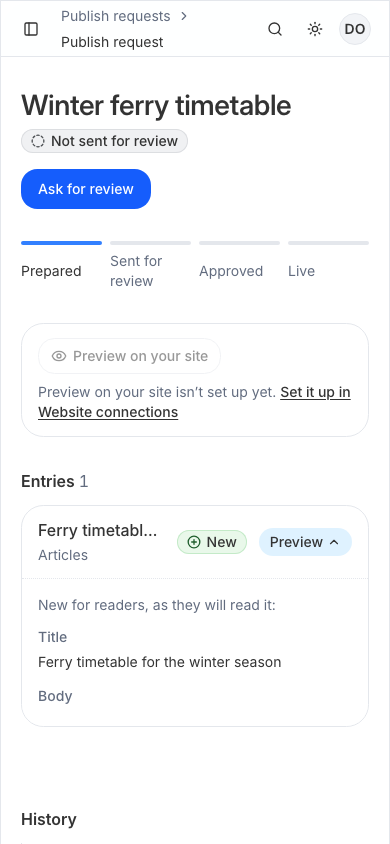 Publish requests
Publish request
DO
Winter ferry timetable
Not sent for review
Ask for review
Prepared
Sent for
review
Approved
Live
Preview on your site
Preview on your site isn't set up yet. Set it up in
Website connections
Entries 1
Ferry timetabl...
Articles
New
Preview
New for readers, as they will read it:
Title
Ferry timetable for the winter season
Body
History